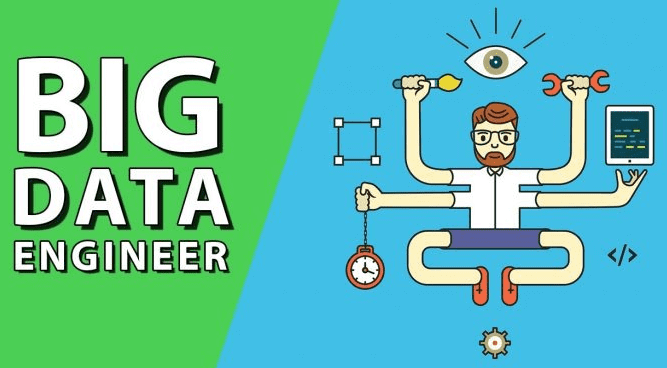 BIG
DATA
ENGINEER
</>